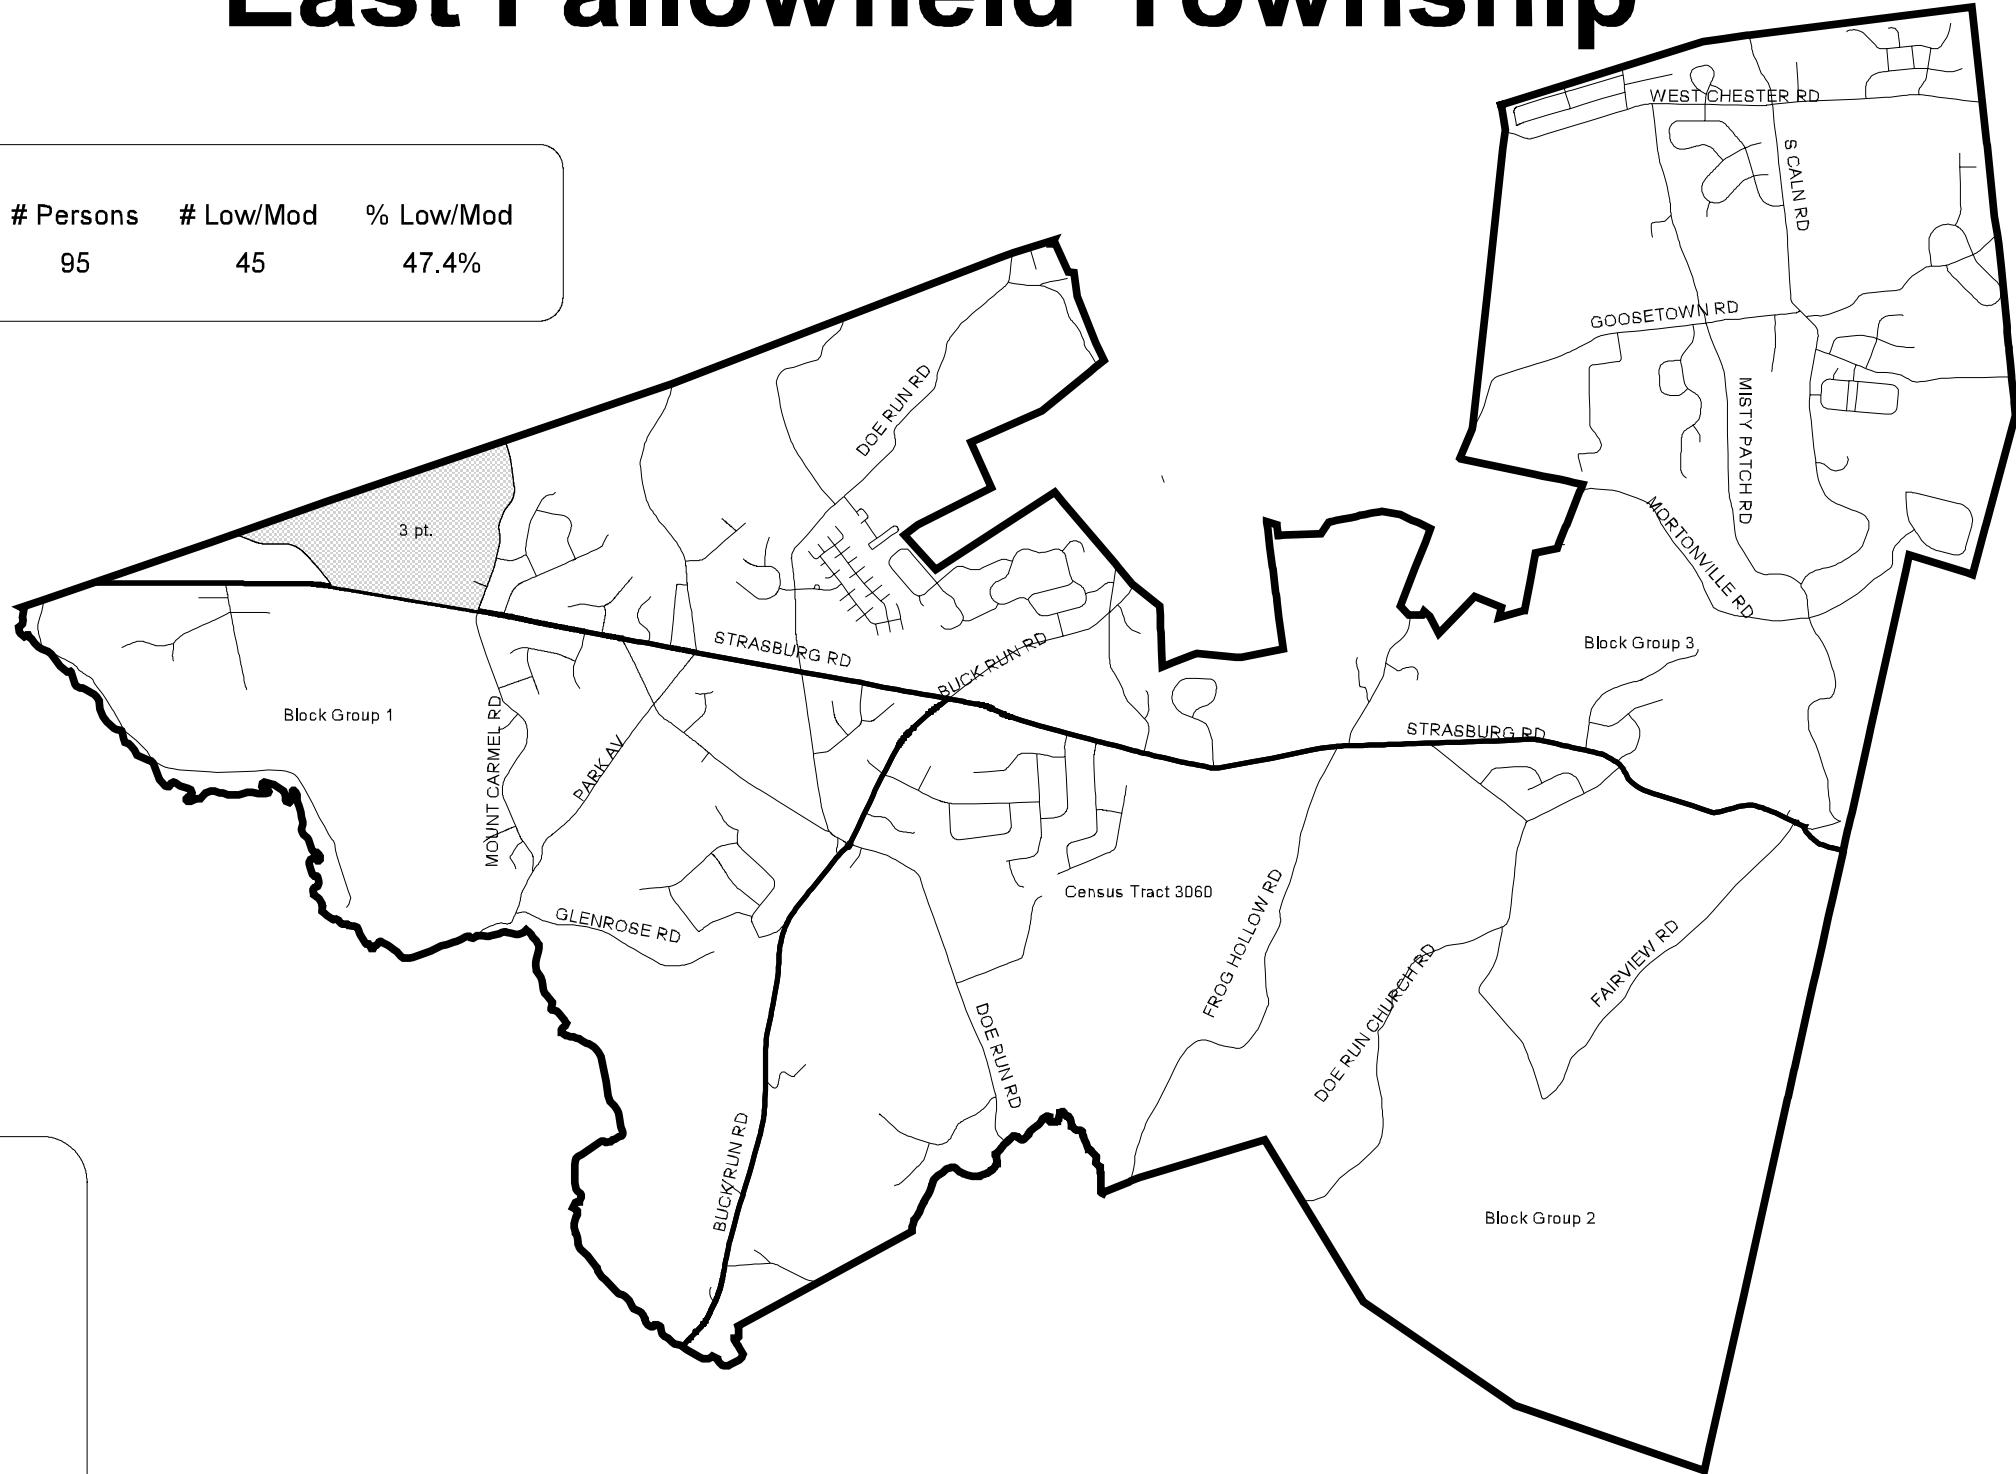 East Fallowfield Township
# Persons # Low/Mod % Low/Mod
95 45 47.4%
WEST CHESTER RD
S CALN RD
GOOSETOWN RD
DOE RUN RD
MISTY PATCH RD
MORTONVILLE RD
3 pt.
STRASBURG RD
BUCK RUN RD
Block Group 3
Block Group 1
MOUNT CARMEL RD
PARK AV
STRASBURG RD
Census Tract 3060
GLENROSE RD
FROG HOLLOW RD
DOE RUN CHURCH RD
FAIRVIEW RD
DOE RUN RD
BUCK RUN RD
Block Group 2